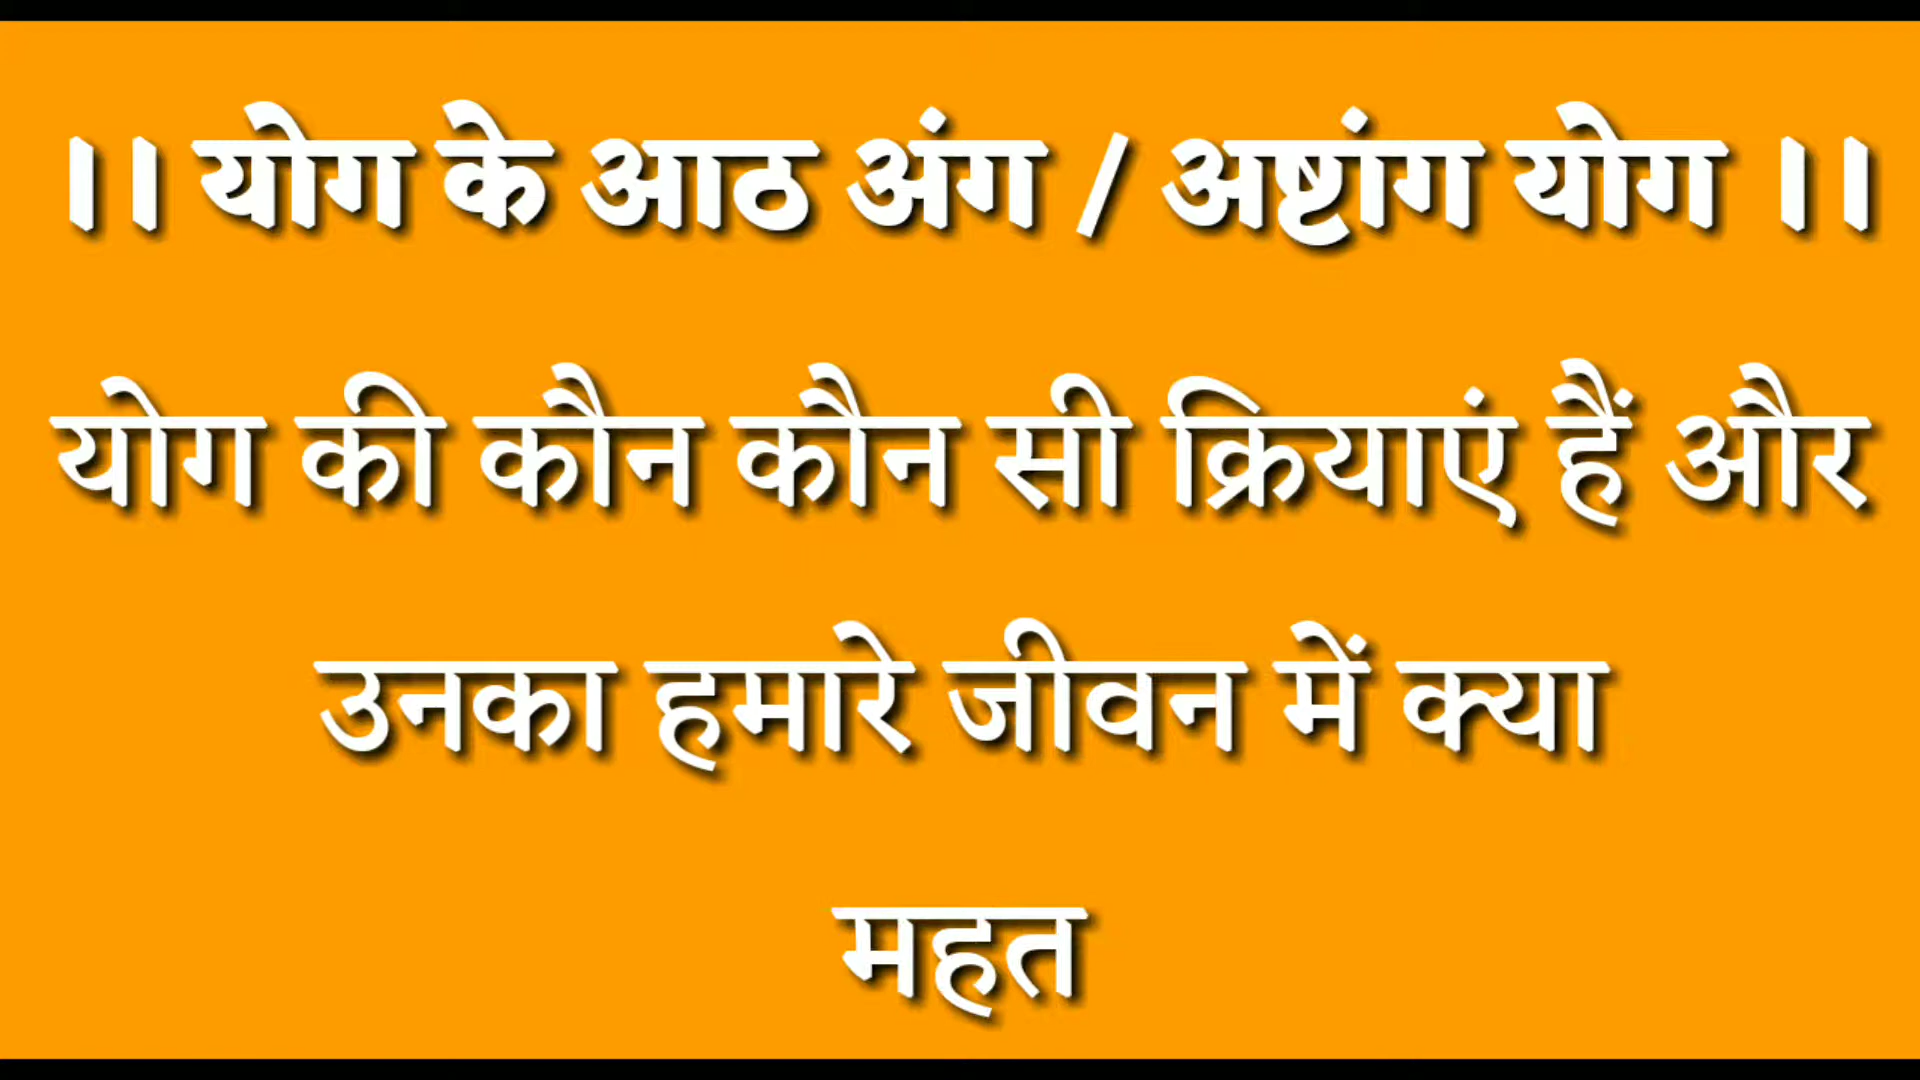 ।। योग के आठ अंग / अष्टांग योग ।।
योग की कौन कौन सी क्रियाएं हैं और
उनका हमारे जीवन में क्या
महत